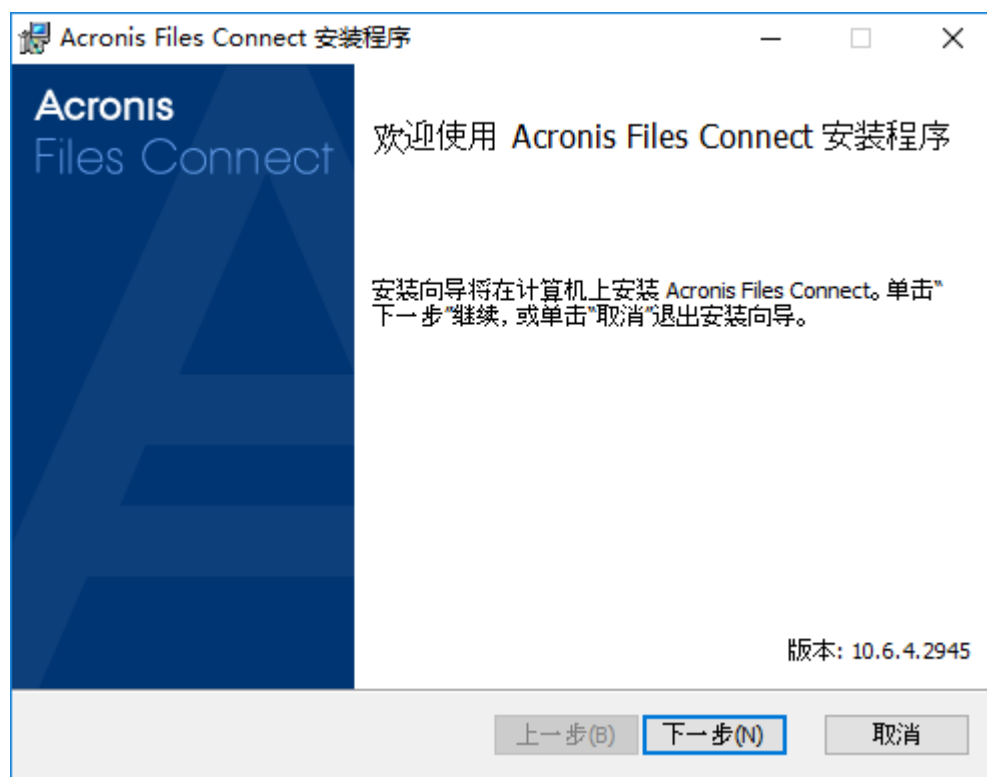 Acronis Files Connect 安装程序
Acronis
Files Connect
欢迎使用 Acronis Files Connect 安装程序
安装向导将在计算机上安装 Acronis Files Connect。单击“
下一步”继续，或单击“取消”退出安装向导。
版本: 10.6.4.2945
上一步(B)
下一步(N)
取消